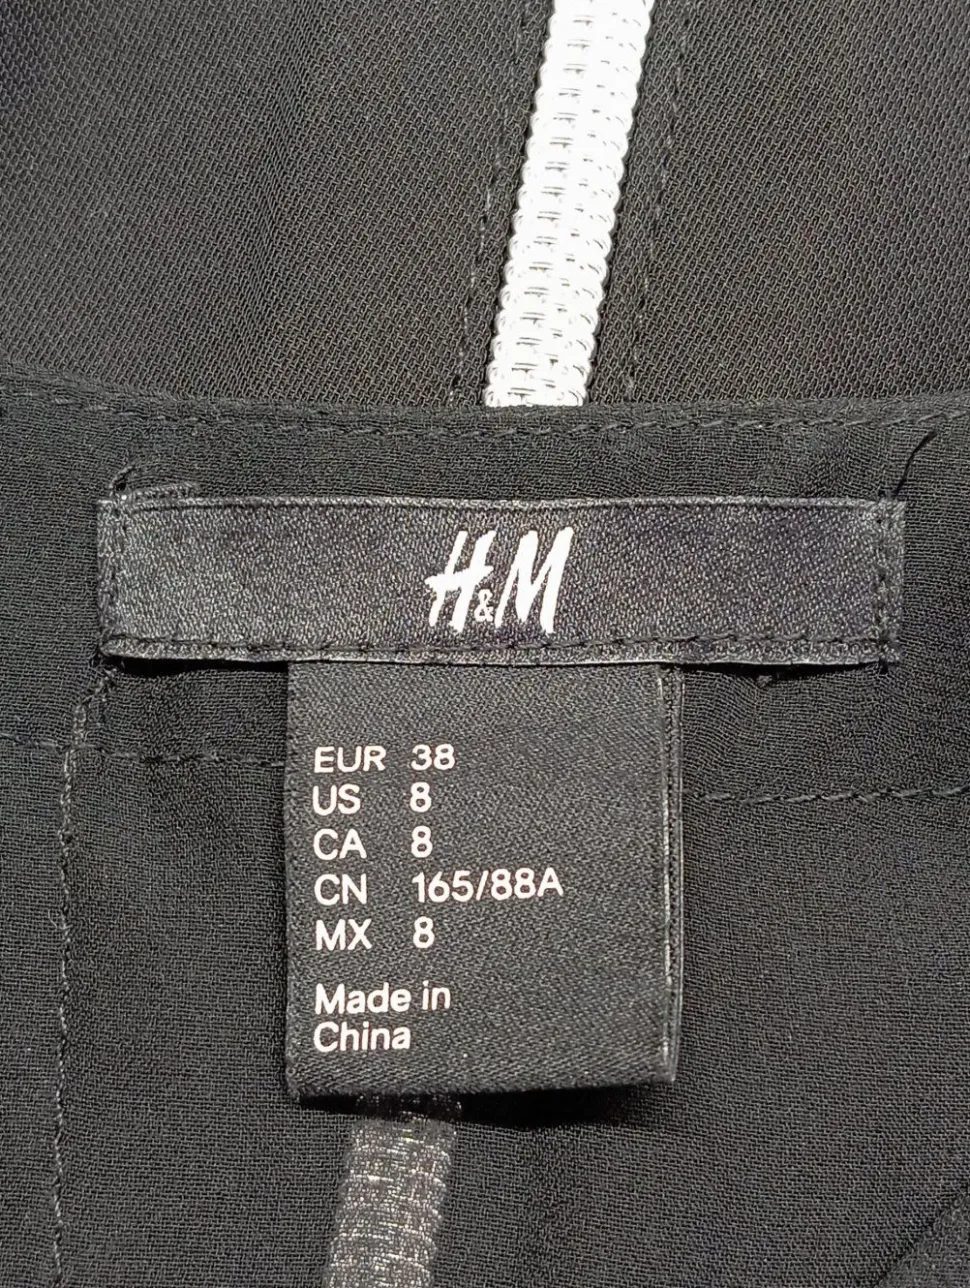 H&M
EUR 38
US 8
CA 8
CN 165/88A
MX 8
Made in
China